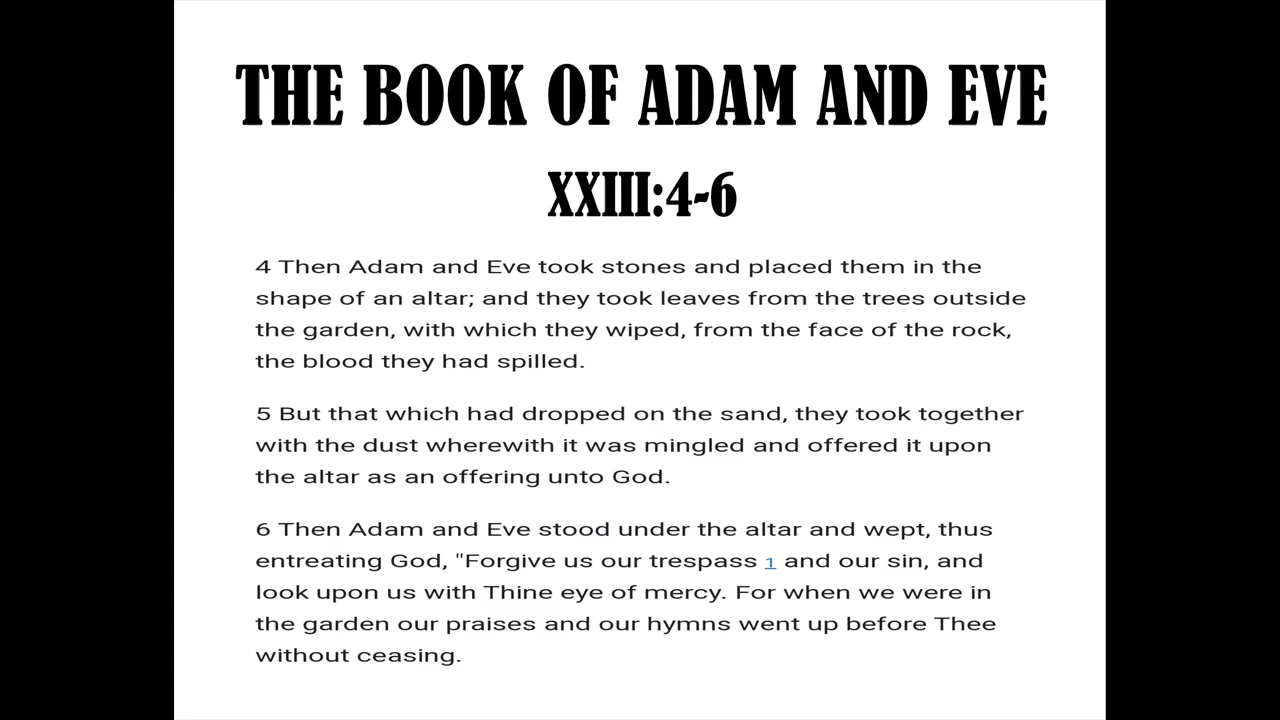 THE BOOK OF ADAM AND EVE
XXIII:4-6
4 Then Adam and Eve took stones and placed them in the
shape of an altar; and they took leaves from the trees outside
the garden, with which they wiped, from the face of the rock,
the blood they had spilled.
5 But that which had dropped on the sand, they took together
with the dust wherewith it was mingled and offered it upon
the altar as an offering unto God.
6 Then Adam and Eve stood under the altar and wept, thus
entreating God, "Forgive us our trespass 1 and our sin, and
look upon us with Thine eye of mercy. For when we were in
the garden our praises and our hymns went up before Thee
without ceasing.